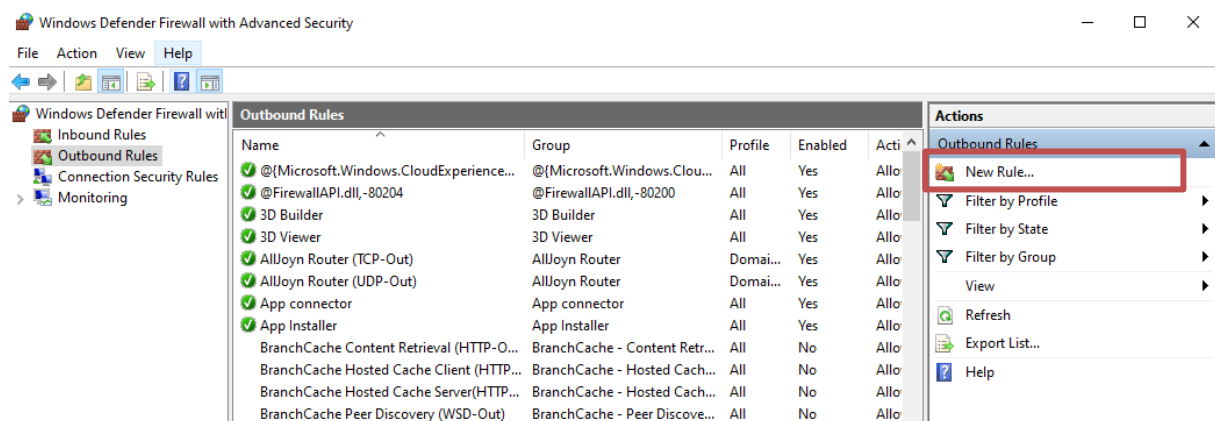 Windows Defender Firewall with Advanced Security
File Action View Help
Windows Defender Firewall witl
Inbound Rules
Outbound Rules
Connection Security Rules
Monitoring
Outbound Rules
Name Group Profile Enabled Acti
@{Microsoft.Windows.CloudExperience... @{Microsoft.Windows.Clou... All Yes Allo
@FirewallAPI.dll,-80204 @FirewallAPI.dll,-80200 All Yes Allo
3D Builder 3D Builder All Yes Allo
3D Viewer 3D Viewer All Yes Allo
AllJoyn Router (TCP-Out) AllJoyn Router Domai... Yes Allo
AllJoyn Router (UDP-Out) AllJoyn Router Domai... Yes Allo
App connector App connector All Yes Allo
App Installer App Installer All Yes Allo
BranchCache Content Retrieval (HTTP-O... BranchCache - Content Retr... All No Allo
BranchCache Hosted Cache Client (HTTP... BranchCache - Hosted Cach... All No Allo
BranchCache Hosted Cache Server(HTTP... BranchCache - Hosted Cach... All No Allo
BranchCache Peer Discovery (WSD-Out) BranchCache - Peer Discove... All No Allo
Actions
Outbound Rules
New Rule...
Filter by Profile
Filter by State
Filter by Group
View
Refresh
Export List...
Help